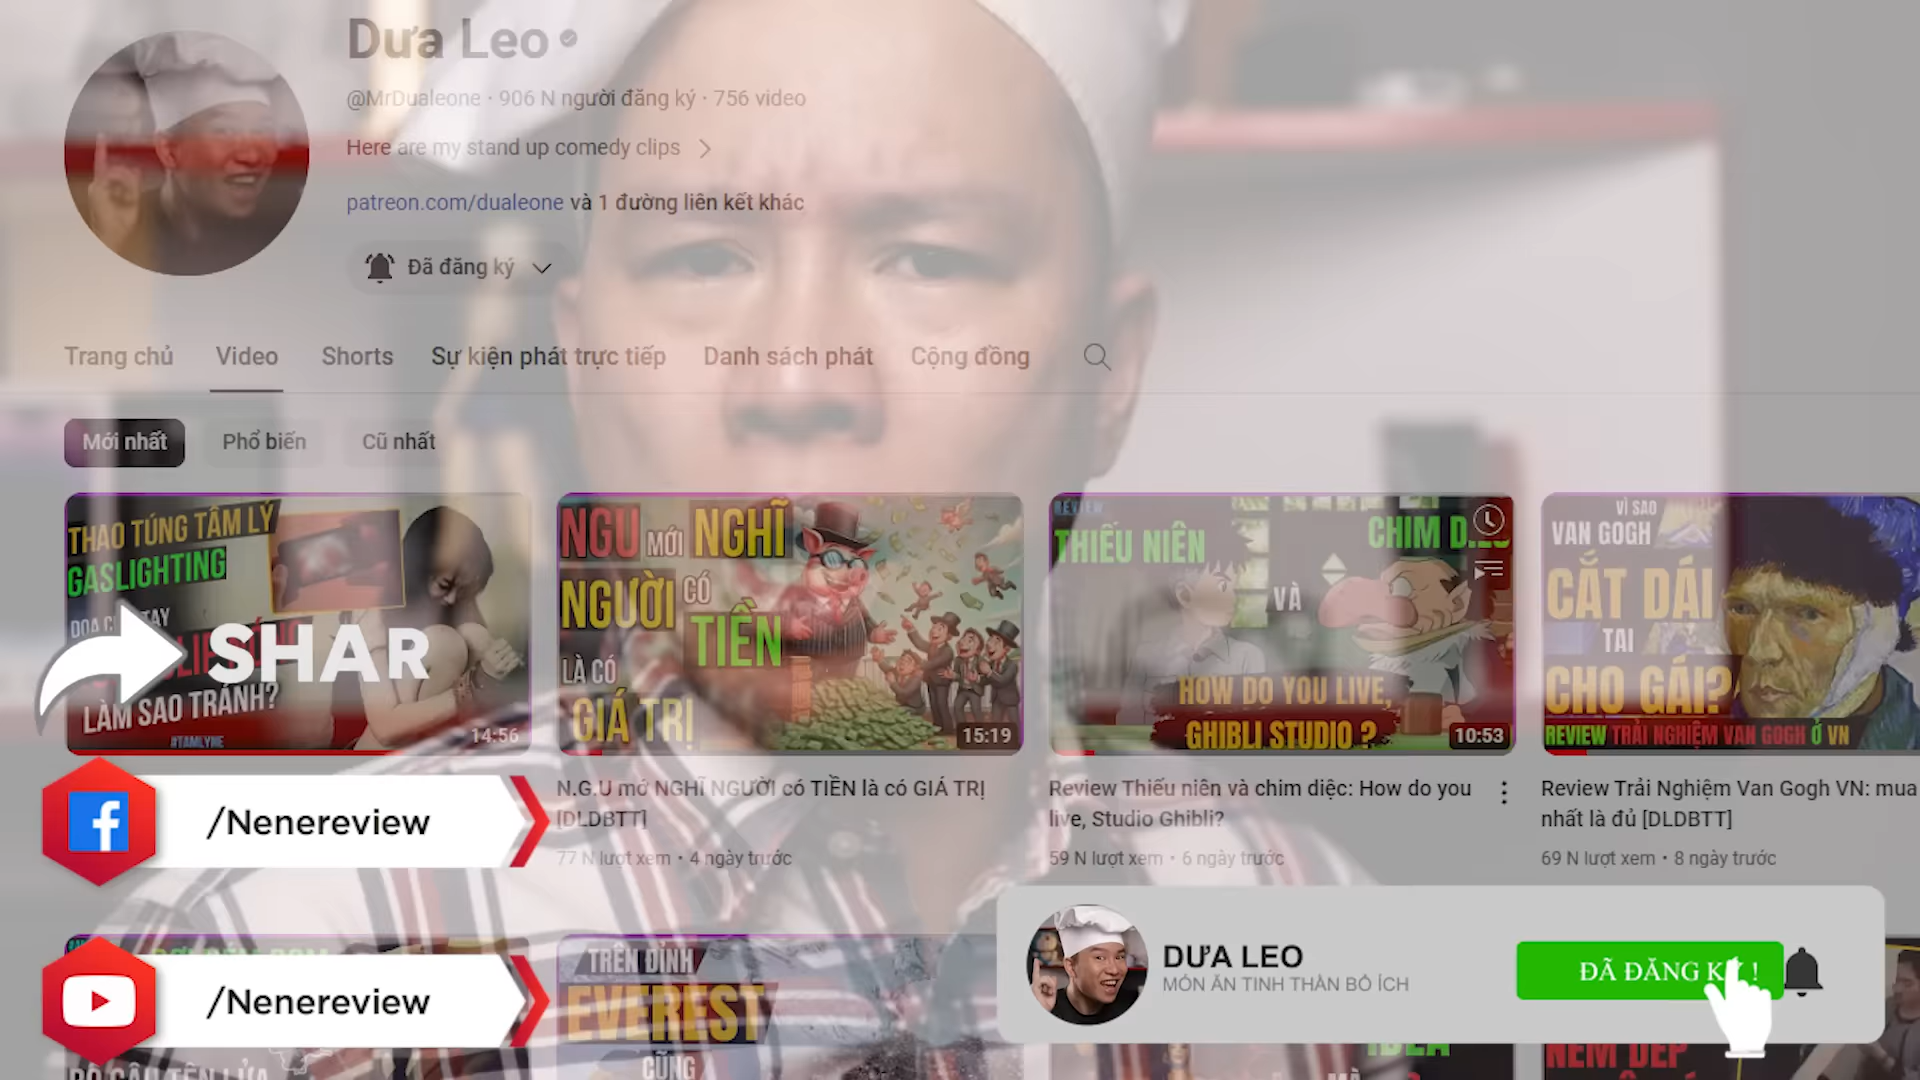 Dưa Leo
@MrDualeone · 906 N người đăng ký · 756 video
Here are my stand up comedy clips
patreon.com/dualeone và 1 đường liên kết khác
Đã đăng ký
Trang chủ Video Shorts Sự kiện phát trực tiếp Danh sách phát Cộng đồng
Mới nhất Phổ biến Cũ nhất
THAO TÚNG TÂM LÝ
GASLIGHTING
LÀM SAO TRÁNH?
#TAMLYHE
14:56
SHAR
NGU MỚI NGHĨ
NGƯỜI CÓ
TIỀN
LÀ CÓ
GIÁ TRỊ
15:19
REVIEW
THIẾU NIÊN
VÀ
CHIM
HOW DO YOU LIVE,
GHIBLI STUDIO ?
10:53
VÌ SAO
VAN GOGH
CẮT DÁI
TAI
CHO GÁI?
REVIEW TRẢI NGHIỆM VAN GOGH Ở VN
N.G.U mớ NGHĨ NGƯỜI có TIỀN là có GIÁ TRỊ
[DLDBTT]
77 N lượt xem • 4 ngày trước
Review Thiếu niên và chim diệc: How do you
live, Studio Ghibli?
59 N lượt xem • 6 ngày trước
Review Trải Nghiệm Van Gogh VN: mua
nhất là đủ [DLDBTT]
69 N lượt xem • 8 ngày trước
/Nenereview
/Nenereview
TRÊN ĐỈNH
EVEREST
CŨNG
DƯA LEO
MÓN ĂN TINH THẦN BỔ ÍCH
ĐÃ ĐĂNG
NEM DEP